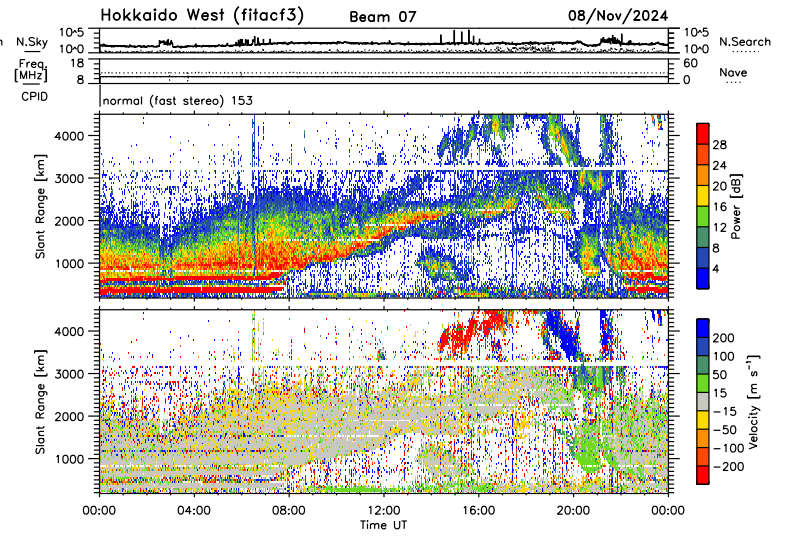 Hokkaido West (fitacf3) Beam 07 08/Nov/2024
N.Sky 10^5 10^0 10^5 10^0 N.Search
Freq. [MHz] 18 8 60 0 Nave
CPID normal (fast stereo) 153
Slant Range [km] 4000 3000 2000 1000
28 24 20 16 12 8 4 Power [dB]
Slant Range [km] 4000 3000 2000 1000
200 100 50 15 -15 -50 -100 -200 Velocity [m s⁻¹]
00:00 04:00 08:00 12:00 16:00 20:00 00:00
Time UT